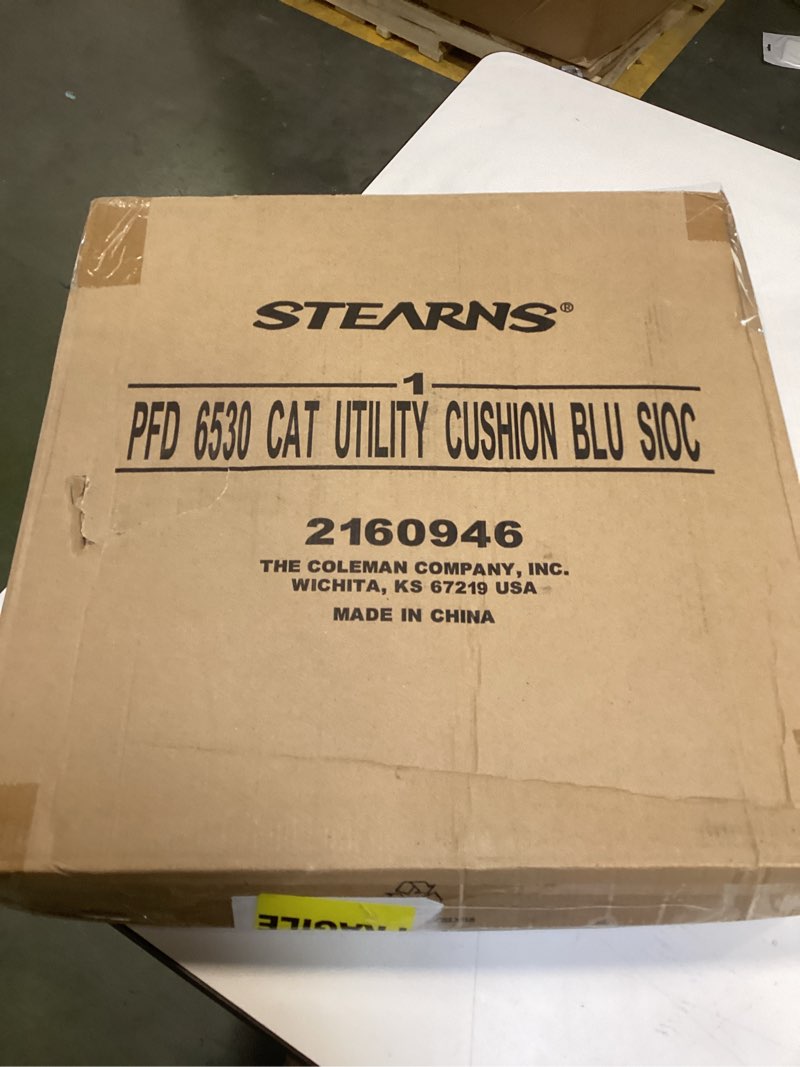 STEARNS®
1
PFD 6530 CAT UTILITY CUSHION BLU SIOC
2160946
THE COLEMAN COMPANY, INC.
WICHITA, KS 67219 USA
MADE IN CHINA
FRAGILE